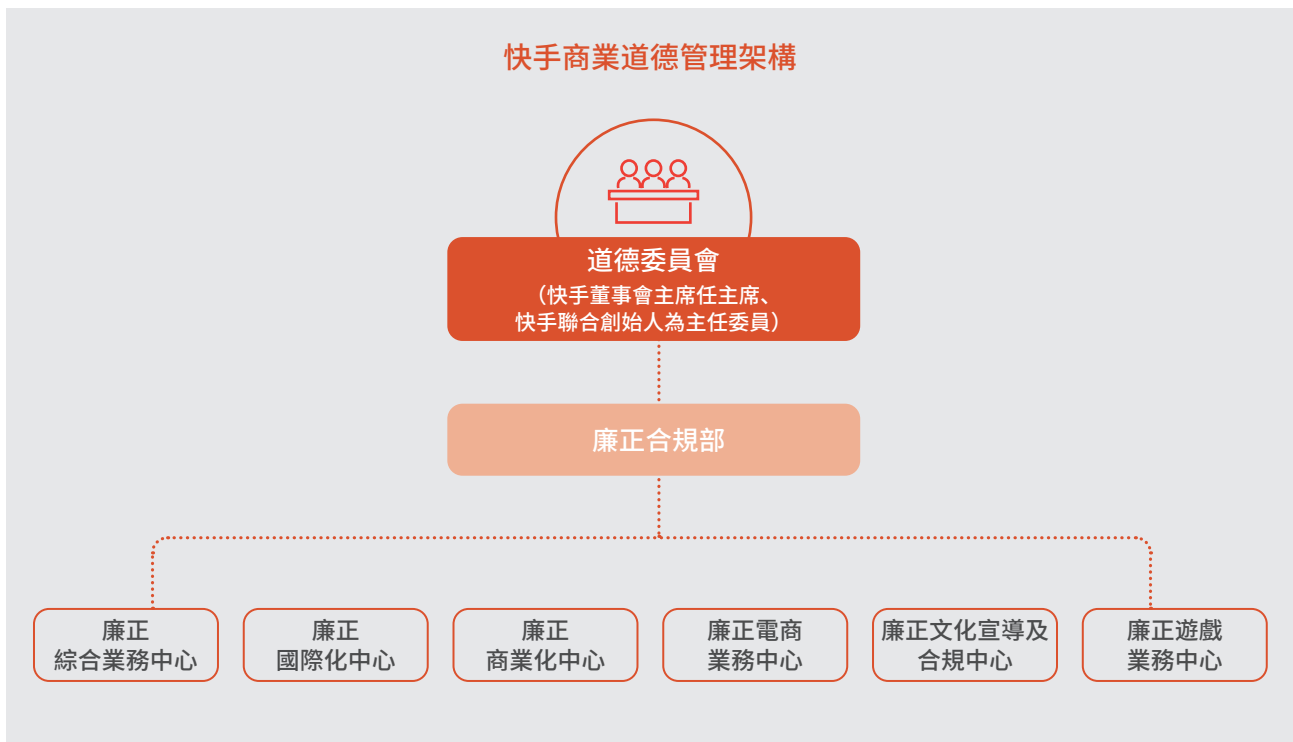 快手商業道德管理架構
道德委員會
（快手董事會主席任主席、
快手聯合創始人為主任委員）
廉正合規部
廉正
綜合業務中心
廉正
國際化中心
廉正
商業化中心
廉正電商
業務中心
廉正文化宣導及
合規中心
廉正遊戲
業務中心